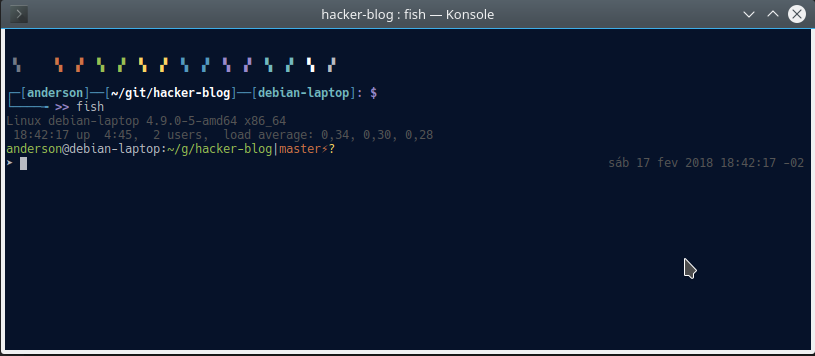 hacker-blog : fish — Konsole
┌─[anderson]──[~/git/hacker-blog]──[debian-laptop]: $
└─────╼ >> fish
Linux debian-laptop 4.9.0-5-amd64 x86_64
18:42:17 up 4:45, 2 users, load average: 0,34, 0,30, 0,28
anderson@debian-laptop:~/g/hacker-blog|master⚡?
➤ sáb 17 fev 2018 18:42:17 -02